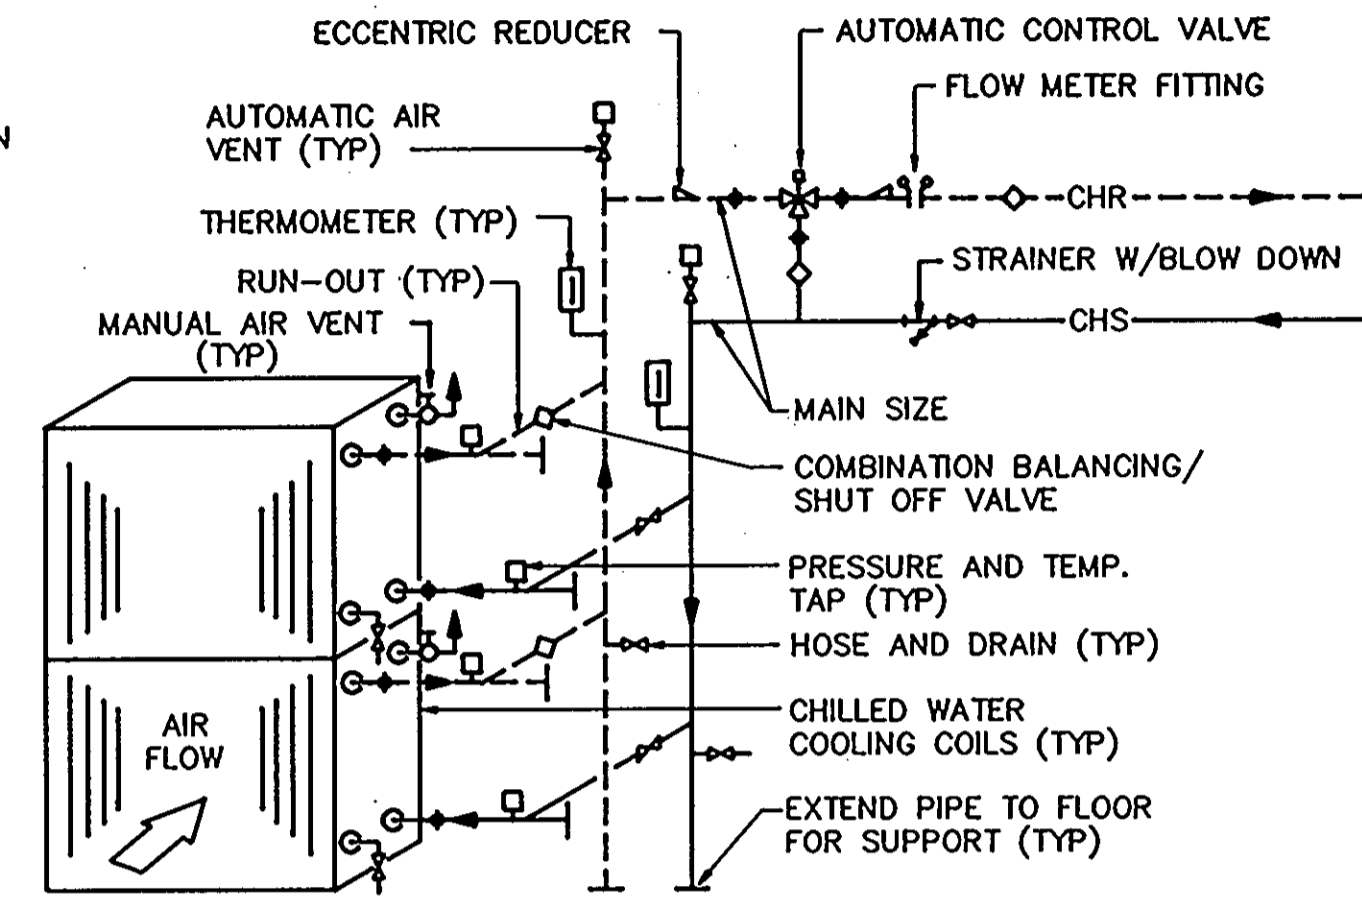 ECCENTRIC REDUCER
AUTOMATIC CONTROL VALVE
FLOW METER FITTING
AUTOMATIC AIR
VENT (TYP)
N
CHR
THERMOMETER (TYP)
STRAINER W/BLOW DOWN
RUN-OUT (TYP)
CHS
MANUAL AIR VENT
(TYP)
MAIN SIZE
COMBINATION BALANCING/
SHUT OFF VALVE
PRESSURE AND TEMP.
TAP (TYP)
HOSE AND DRAIN (TYP)
CHILLED WATER
COOLING COILS (TYP)
AIR
FLOW
EXTEND PIPE TO FLOOR
FOR SUPPORT (TYP)